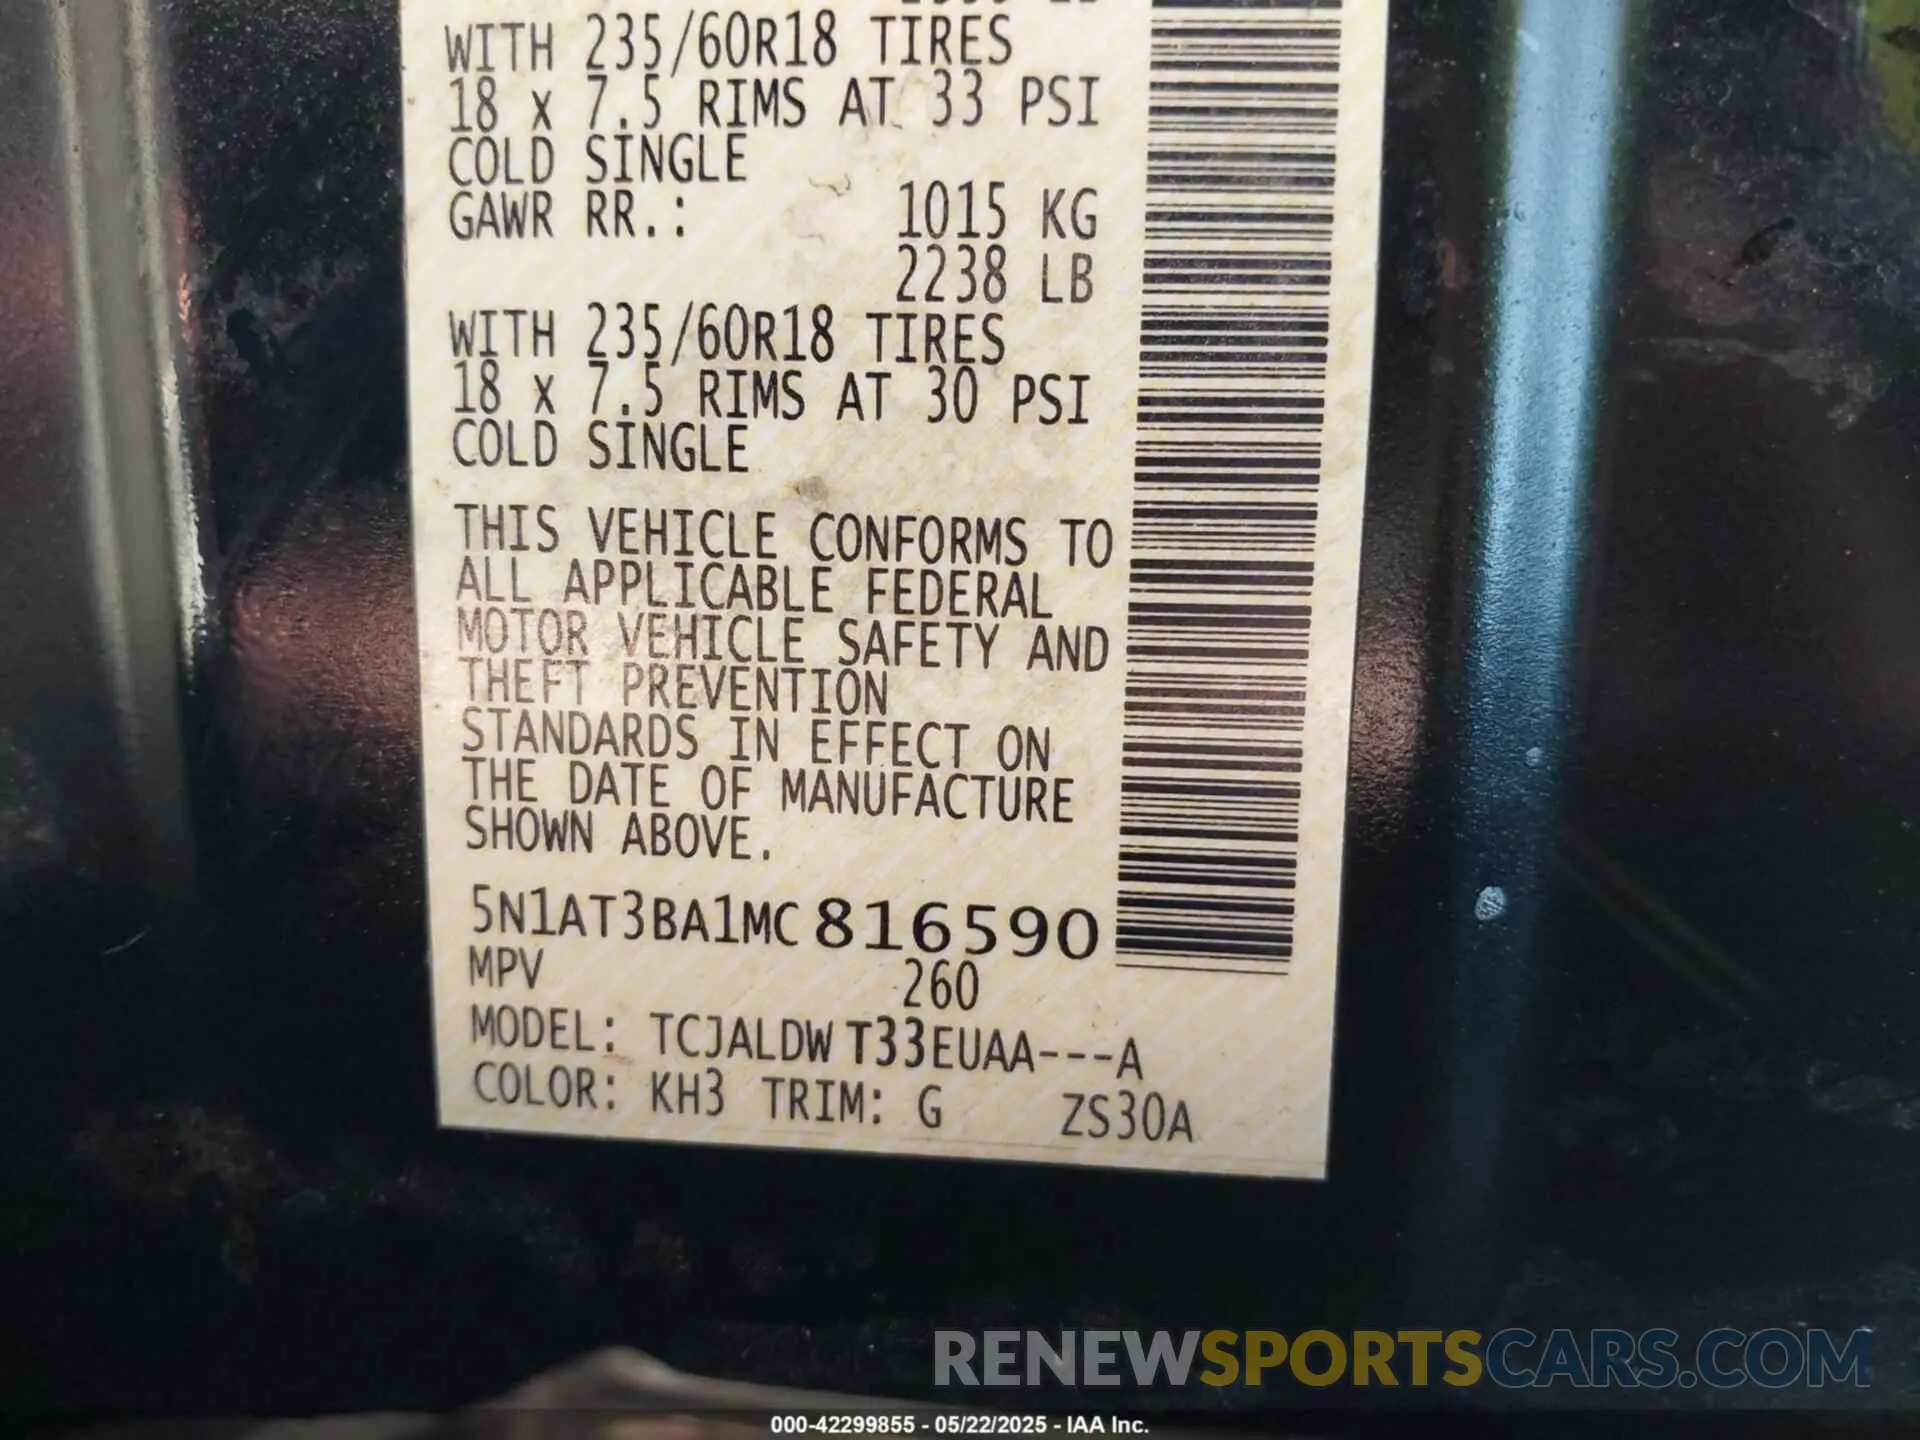 WITH 235/60R18 TIRES
18 x 7.5 RIMS AT 33 PSI
COLD SINGLE
GAWR RR.: 1015 KG
2238 LB
WITH 235/60R18 TIRES
18 x 7.5 RIMS AT 30 PSI
COLD SINGLE
THIS VEHICLE CONFORMS TO
ALL APPLICABLE FEDERAL
MOTOR VEHICLE SAFETY AND
THEFT PREVENTION
STANDARDS IN EFFECT ON
THE DATE OF MANUFACTURE
SHOWN ABOVE.
5N1AT3BA1MC816590
MPV 260
MODEL: TCJALDWT33EUAA---A
COLOR: KH3 TRIM: G ZS30A
RENEWSPORTSCARS.COM
000-42299855 - 05/22/2025 - IAA Inc.